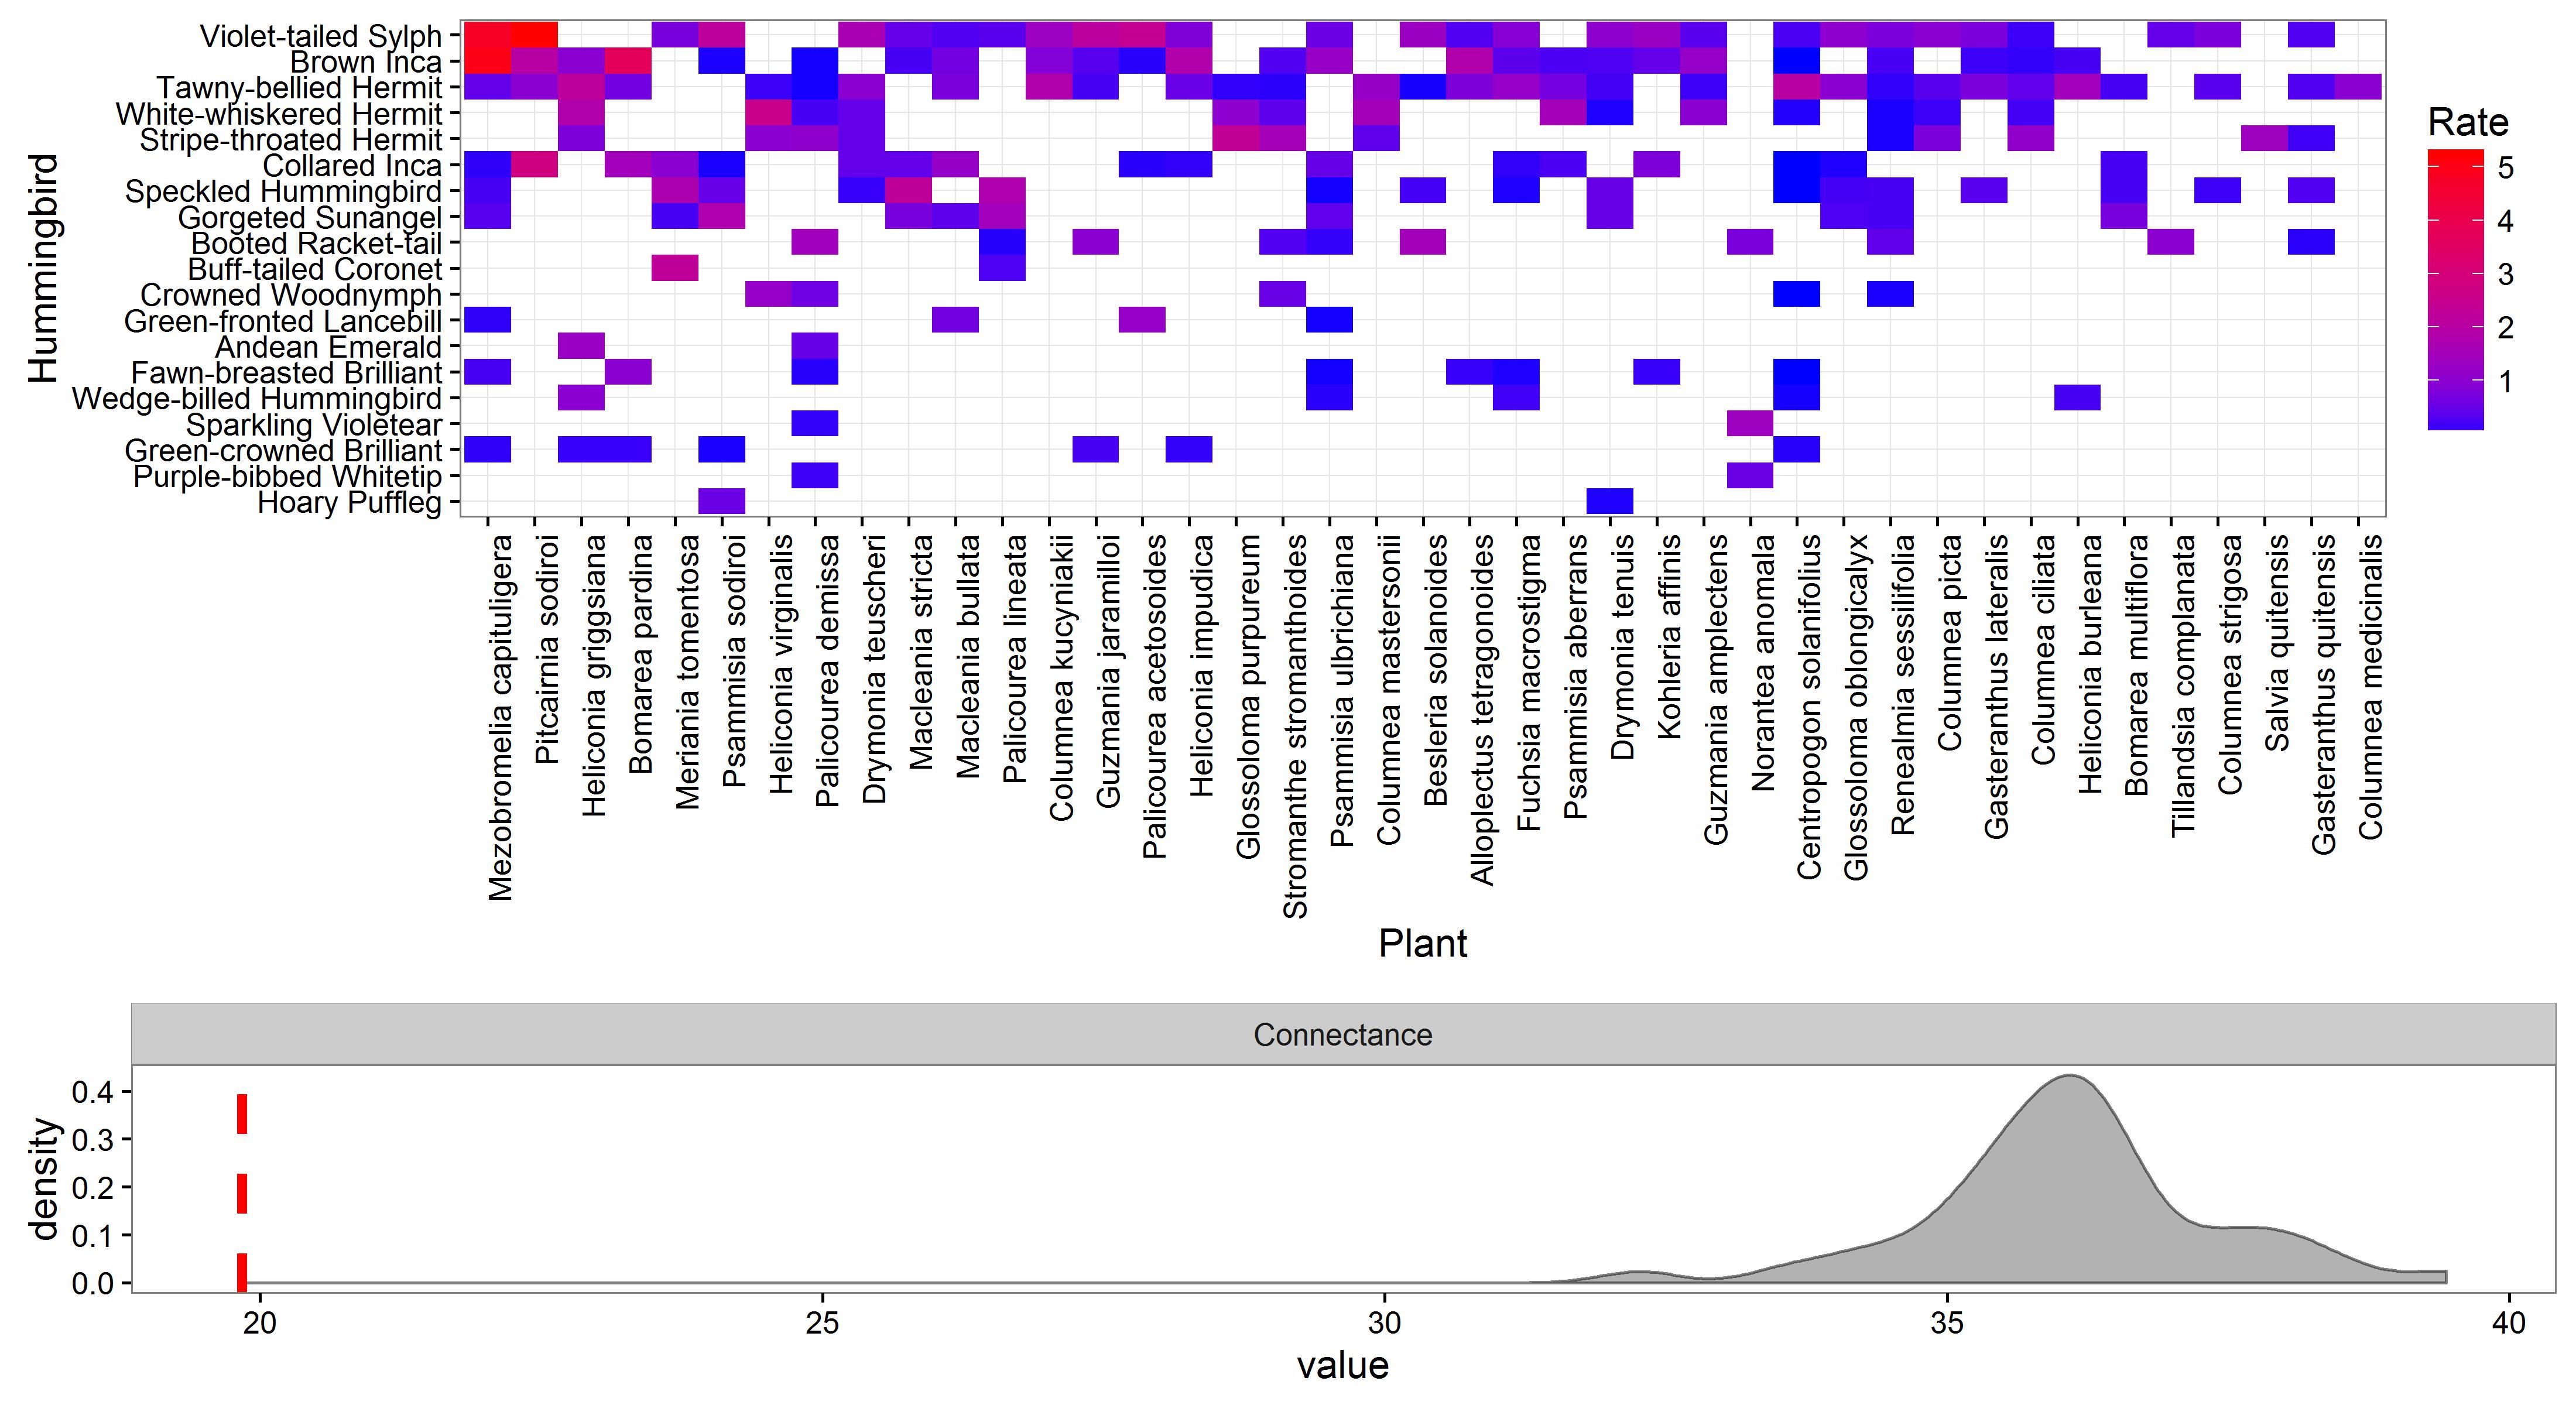 Violet-tailed Sylph
Brown Inca
Tawny-bellied Hermit
White-whiskered Hermit
Stripe-throated Hermit
Collared Inca
Speckled Hummingbird
Gorgeted Sunangel
Booted Racket-tail
Buff-tailed Coronet
Crowned Woodnymph
Green-fronted Lancebill
Andean Emerald
Fawn-breasted Brilliant
Wedge-billed Hummingbird
Sparkling Violetear
Green-crowned Brilliant
Purple-bibbed Whitetip
Hoary Puffleg
Hummingbird
Rate
5
4
3
2
1
Mezobromelia capituligera
Pitcairnia sodiroi
Heliconia griggsiana
Bomarea pardina
Meriania tomentosa
Psammisia sodiroi
Heliconia virginalis
Palicourea demissa
Drymonia teuscheri
Macleania stricta
Macleania bullata
Palicourea lineata
Columnea kucyniakii
Guzmania jaramilloi
Palicourea acetosoides
Heliconia impudica
Glossoloma purpureum
Stromanthe stromanthoides
Psammisia ulbrichiana
Columnea mastersonii
Besleria solanoides
Alloplectus tetragonoides
Fuchsia macrostigma
Psammisia aberrans
Drymonia tenuis
Kohleria affinis
Guzmania amplectens
Norantea anomala
Centropogon solanifolius
Glossoloma oblongicalyx
Renealmia sessilifolia
Columnea picta
Gasteranthus lateralis
Columnea ciliata
Heliconia burleana
Bomarea multiflora
Tillandsia complanata
Columnea strigosa
Salvia quitensis
Gasteranthus quitensis
Columnea medicinalis
Plant
Connectance
density
0.4
0.3
0.2
0.1
0.0
20
25
30
35
40
value